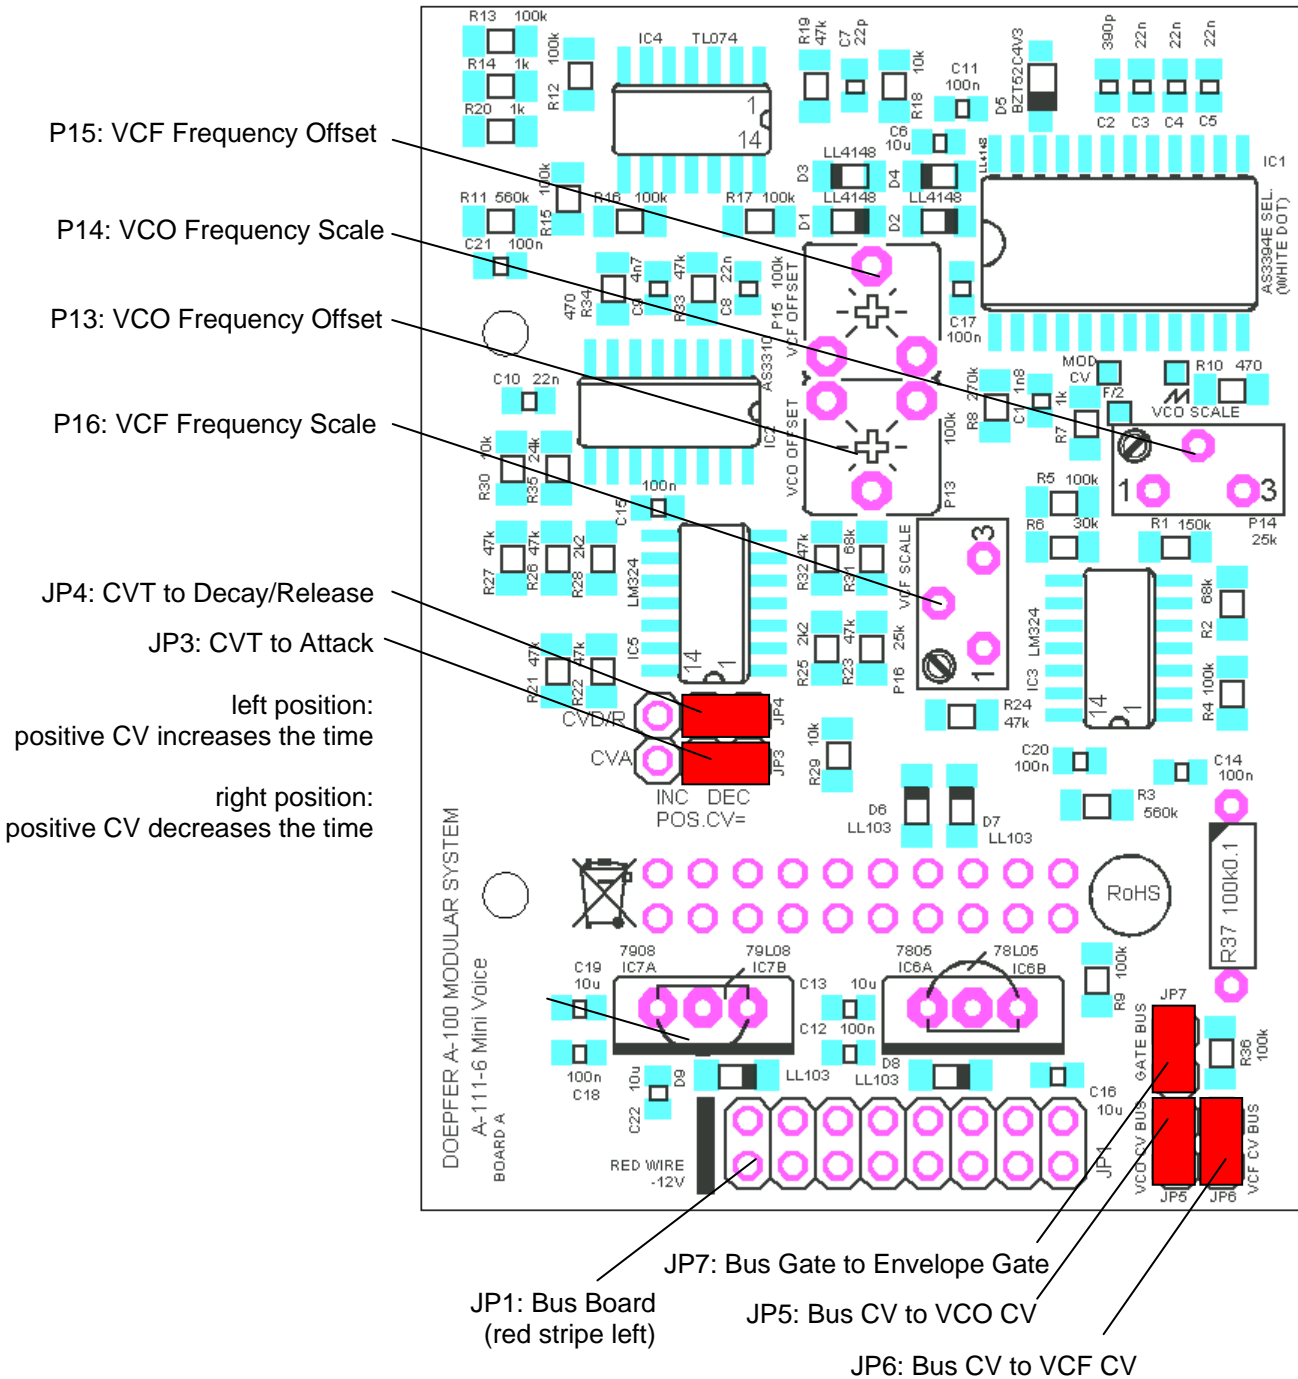 P15: VCF Frequency Offset
P14: VCO Frequency Scale
P13: VCO Frequency Offset
P16: VCF Frequency Scale
JP4: CVT to Decay/Release
JP3: CVT to Attack
left position:
positive CV increases the time
right position:
positive CV decreases the time
R13 100k
R14 1k
R20 1k
R12 100k
IC4 TL074
1
14
R19 47k
C7 22p
R18 10k
C11 100n
D5 BZT52C4V3
C2 390p
C3 22n
C4 22n
C5 22n
C6 10u
D3 LL4148
D4 LL4148
D1 LL4148
D2 LL4148
IC1
AS3394E SEL.
(WHITE DOT)
R11 560k
R15 100k
R16 100k
R17 100k
C21 100n
R34 470
C9 4n7
R33 47k
C8 22n
P15 100k
VCF OFFSET
C17 100n
C10 22n
AS3310
IC2
VCO OFFSET
P13 100k
R8 270k
C1 1n8
R7 1k
MOD
CV
F/2
R10 470
VCO SCALE
1
3
P14
25k
R30 10k
R35 24k
C15 100n
R5 100k
R6 30k
R1 150k
R27 47k
R26 47k
R28 2k2
LM324
IC5
14
1
R32 47k
R31 68k
VCF SCALE
3
1
P16 25k
R25 2k2
R23 47k
IC3 LM324
14
1
R2 68k
R4 100k
R21 47k
R22 47k
R24
47k
CVD/R
JP4
CVA
JP3
INC DEC
POS.CV=
R29 10k
C20
100n
C14
100n
R3
560k
D6
LL103
D7
LL103
RoHS
R37 100k0.1
DOEPFER A-100 MODULAR SYSTEM
A-111-6 Mini Voice
BOARD A
7908
IC7A
79L08
IC7B
7805
IC6A
78L05
IC6B
C19
10u
C13 10u
C12 100n
100n
C18
C22 10u
D9
LL103
D8
LL103
R9 100k
C16
10u
JP7
GATE BUS
R36 100k
VCO CV BUS
VCF CV BUS
JP5
JP6
RED WIRE
-12V
JP1
JP7: Bus Gate to Envelope Gate
JP1: Bus Board
(red stripe left)
JP5: Bus CV to VCO CV
JP6: Bus CV to VCF CV